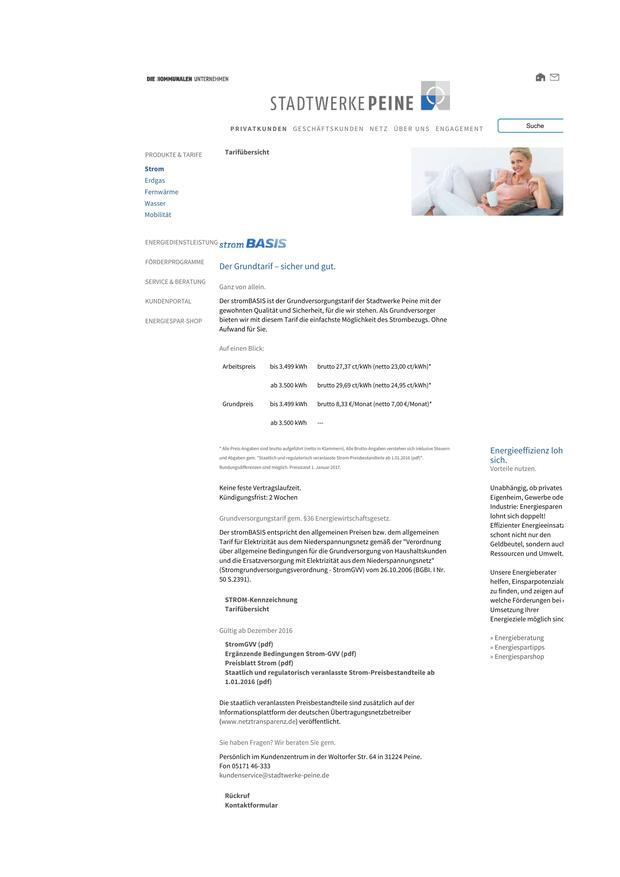 DIE KOMMUNALEN UNTERNEHMEN
STADTWERKE PEINE
PRIVATKUNDEN GESCHÄFTSKUNDEN NETZ ÜBER UNS ENGAGEMENT
Suche
PRODUKTE & TARIFE
Strom
Erdgas
Fernwärme
Wasser
Mobilität
ENERGIEDIENSTLEISTUNG
FÖRDERPROGRAMME
SERVICE & BERATUNG
KUNDENPORTAL
ENERGIESPAR-SHOP
Tarifübersicht
strom BASIS
Der Grundtarif – sicher und gut.
Ganz von allein.
Der stromBASIS ist der Grundversorgungstarif der Stadtwerke Peine mit der
gewohnten Qualität und Sicherheit, für die wir stehen. Als Grundversorger
bieten wir mit diesem Tarif die einfachste Möglichkeit des Strombezugs. Ohne
Aufwand für Sie.
Auf einen Blick:
Arbeitspreis bis 3.499 kWh brutto 27,37 ct/kWh (netto 23,00 ct/kWh)*
ab 3.500 kWh brutto 29,69 ct/kWh (netto 24,95 ct/kWh)*
Grundpreis bis 3.499 kWh brutto 8,33 €/Monat (netto 7,00 €/Monat)*
ab 3.500 kWh ---
* Alle Preis-Angaben sind brutto aufgeführt (netto in Klammern). Alle Brutto-Angaben verstehen sich inklusive Steuern
und Abgaben gem. "Staatlich und regulatorisch veranlasste Strom-Preisbestandteile ab 1.01.2016 (pdf)".
Rundungsdifferenzen sind möglich. Preisstand 1. Januar 2017.
Keine feste Vertragslaufzeit.
Kündigungsfrist: 2 Wochen
Grundversorgungstarif gem. §36 Energiewirtschaftsgesetz.
Der stromBASIS entspricht den allgemeinen Preisen bzw. dem allgemeinen
Tarif für Elektrizität aus dem Niederspannungsnetz gemäß der "Verordnung
über allgemeine Bedingungen für die Grundversorgung von Haushaltskunden
und die Ersatzversorgung mit Elektrizität aus dem Niederspannungsnetz"
(Stromgrundversorgungsverordnung - StromGVV) vom 26.10.2006 (BGBl. I Nr.
50 S.2391).
STROM-Kennzeichnung
Tarifübersicht
Gültig ab Dezember 2016
StromGVV (pdf)
Ergänzende Bedingungen Strom-GVV (pdf)
Preisblatt Strom (pdf)
Staatlich und regulatorisch veranlasste Strom-Preisbestandteile ab
1.01.2016 (pdf)
Die staatlich veranlassten Preisbestandteile sind zusätzlich auf der
Informationsplattform der deutschen Übertragungsnetzbetreiber
(www.netztransparenz.de) veröffentlicht.
Sie haben Fragen? Wir beraten Sie gern.
Persönlich im Kundenzentrum in der Woltorfer Str. 64 in 31224 Peine.
Fon 05171 46-333
kundenservice@stadtwerke-peine.de
Rückruf
Kontaktformular
Energieeffizienz loh
sich.
Vorteile nutzen.
Unabhängig, ob privates
Eigenheim, Gewerbe ode
Industrie: Energiesparen
lohnt sich doppelt!
Effizienter Energieeinsatz
schont nicht nur den
Geldbeutel, sondern auch
Ressourcen und Umwelt.
Unsere Energieberater
helfen, Einsparpotenziale
zu finden, und zeigen auf
welche Förderungen bei
Umsetzung Ihrer
Energieziele möglich sind
» Energieberatung
» Energiespartipps
» Energiesparshop